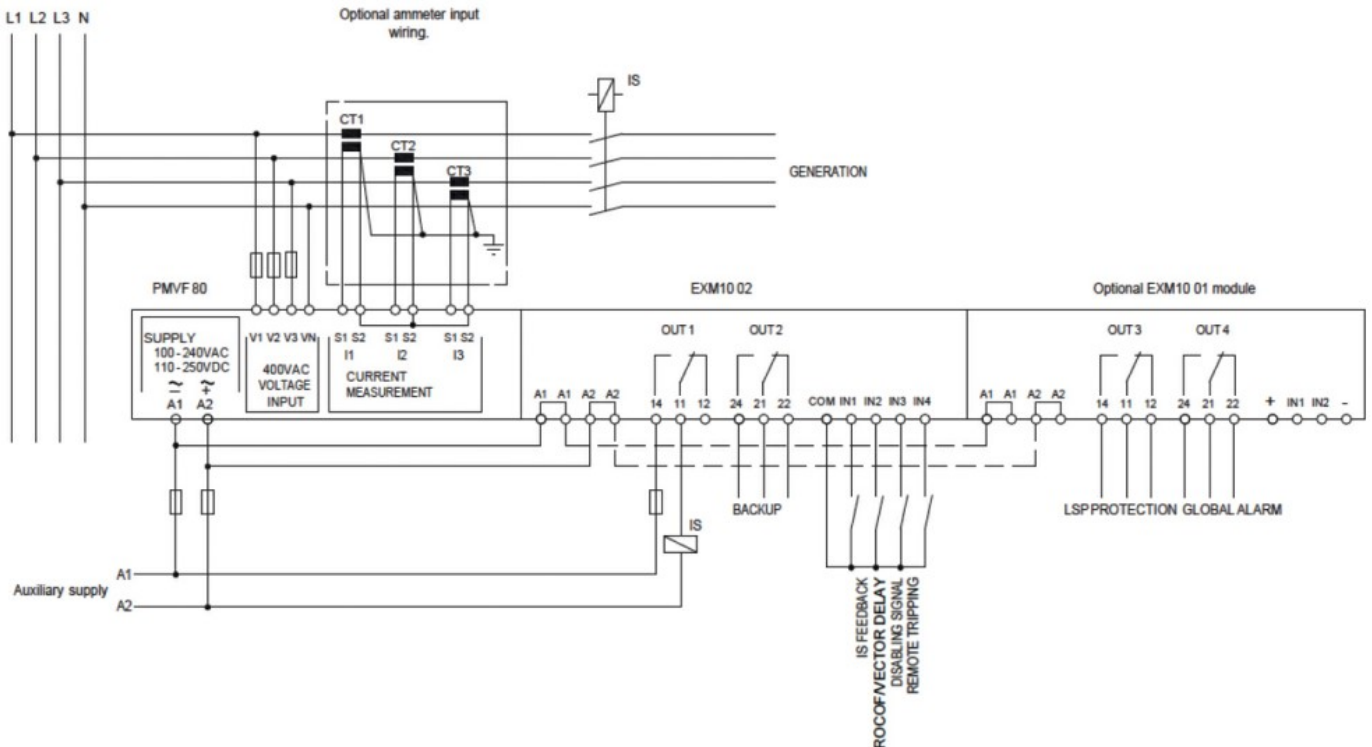 L1 L2 L3 N
Optional ammeter input
wiring.
IS
CT1
CT2
CT3
GENERATION
PMVF 80
EXM10 02
Optional EXM10 01 module
SUPPLY
100-240VAC
110-250VDC
~ ~
- +
A1 A2
V1 V2 V3 VN
400VAC
VOLTAGE
INPUT
S1 S2 S1 S2 S1 S2
I1 I2 I3
CURRENT
MEASUREMENT
OUT 1 OUT 2
A1 A1 A2 A2
14 11 12 24 21 22
COM IN1 IN2 IN3 IN4
OUT 3 OUT 4
A1 A1 A2 A2
14 11 12 24 21 22
+ IN1 IN2 -
BACKUP
LSP PROTECTION GLOBAL ALARM
IS
Auxiliary supply
A1
A2
IS FEEDBACK
ROCOF/VECTOR DELAY
DISABLING SIGNAL
REMOTE TRIPPING